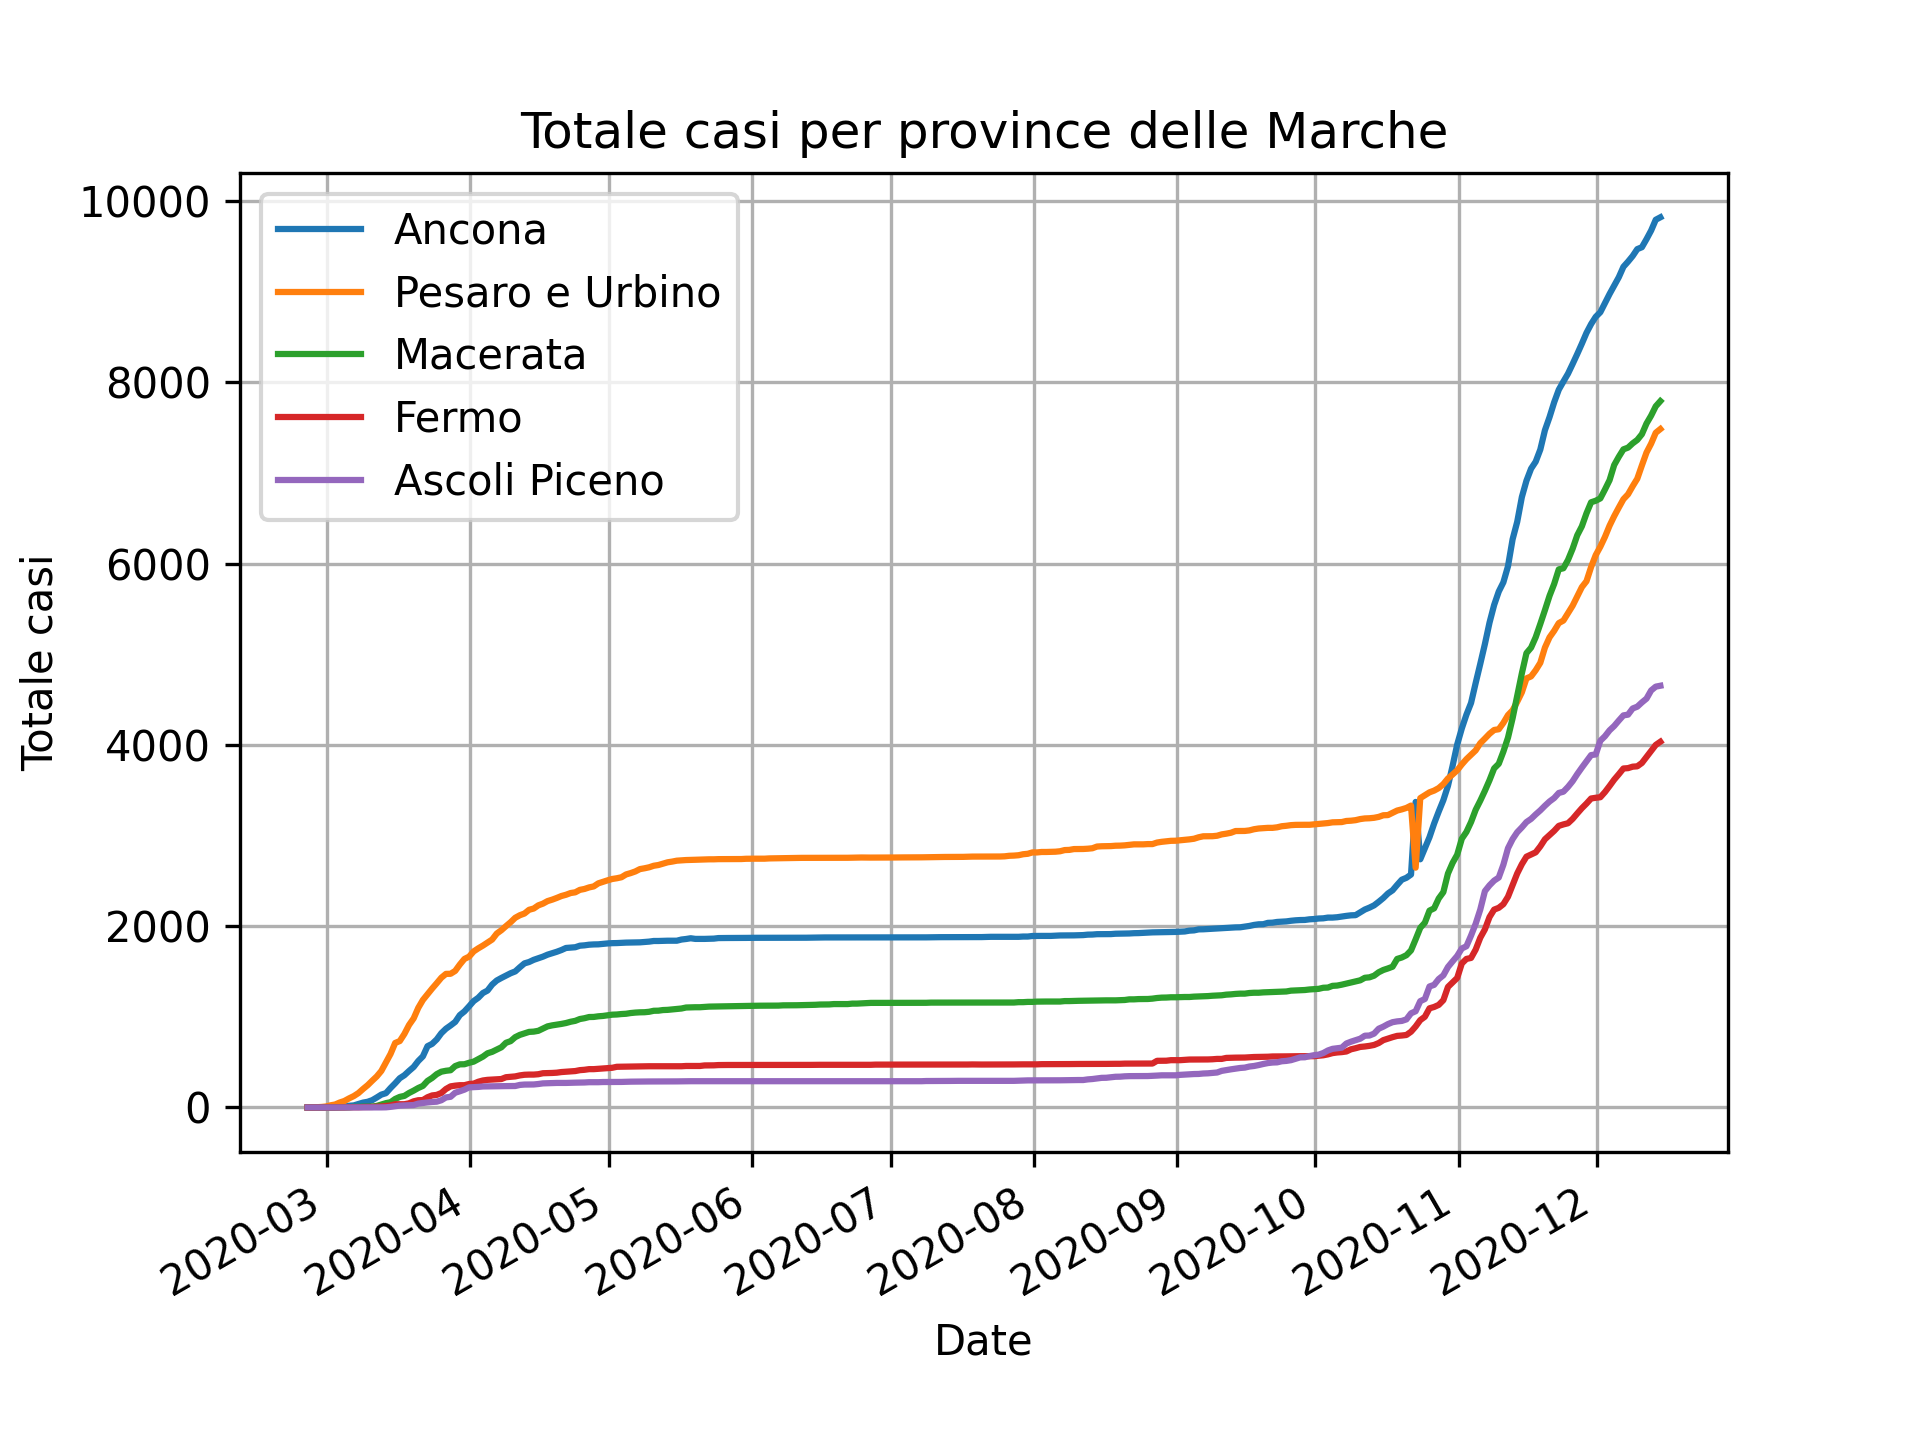 Totale casi per province delle Marche
10000
8000
6000
4000
2000
0
Totale casi
Ancona
Pesaro e Urbino
Macerata
Fermo
Ascoli Piceno
2020-03
2020-04
2020-05
2020-06
2020-07
2020-08
2020-09
2020-10
2020-11
2020-12
Date